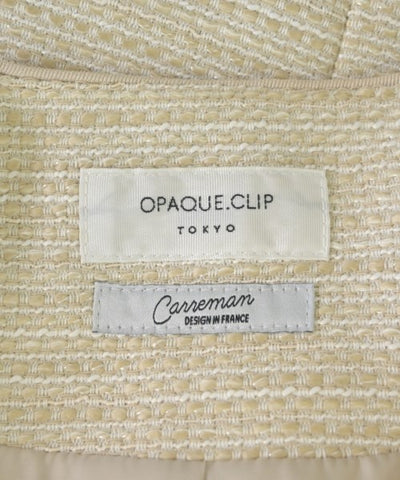 OPAQUE.CLIP
TOKYO
Carreman
DESIGN IN FRANCE